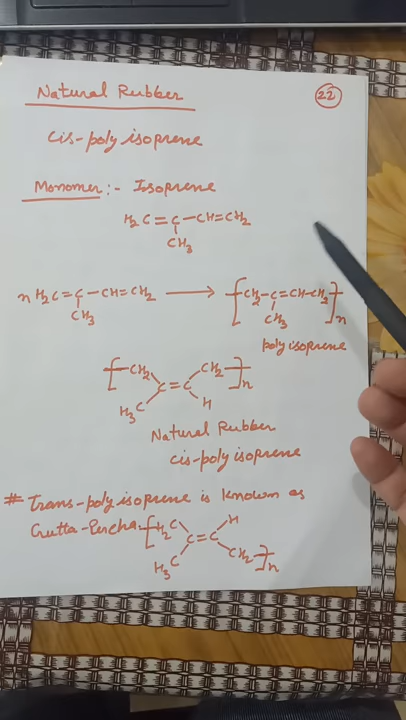 Natural Rubber
22
Cis-poly isoprene
Monomer :- Isoprene
H2C=C-CH=CH2
CH3
nH2C=C-CH=CH2 → [CH2-C=CH-CH2]n
CH3 CH3
poly isoprene
[CH2 CH2]n
C=C
H3C H
Natural Rubber
cis-poly isoprene
# Trans-poly isoprene is known as
Gutta-Percha. [H2C H
C=C
H3C CH2]n